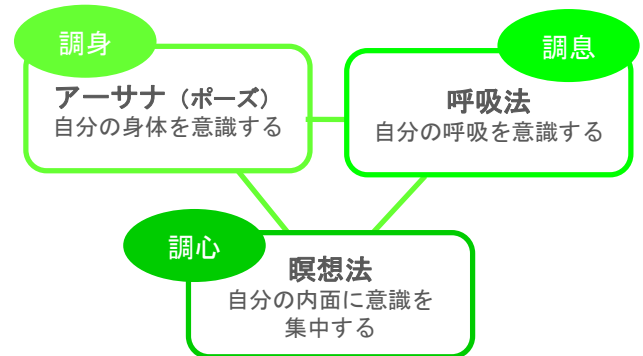 調身
アーサナ（ポーズ）
自分の身体を意識する
調息
呼吸法
自分の呼吸を意識する
調心
瞑想法
自分の内面に意識を
集中する